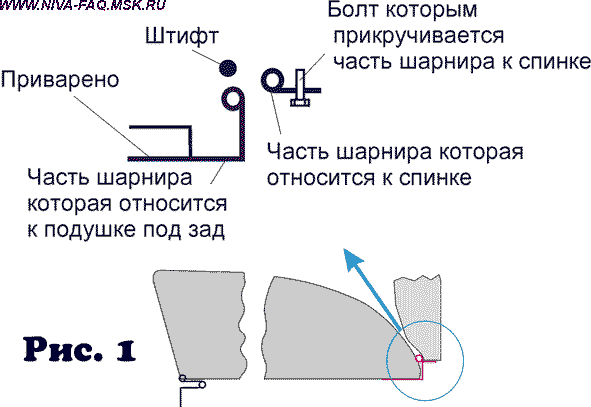 WWW.NIVA-FAQ.MSK.RU
Болт которым
прикручивается
часть шарнира к спинке
Штифт
Приварено
Часть шарнира которая
относится к спинке
Часть шарнира
которая относится
к подушке под зад
Рис. 1